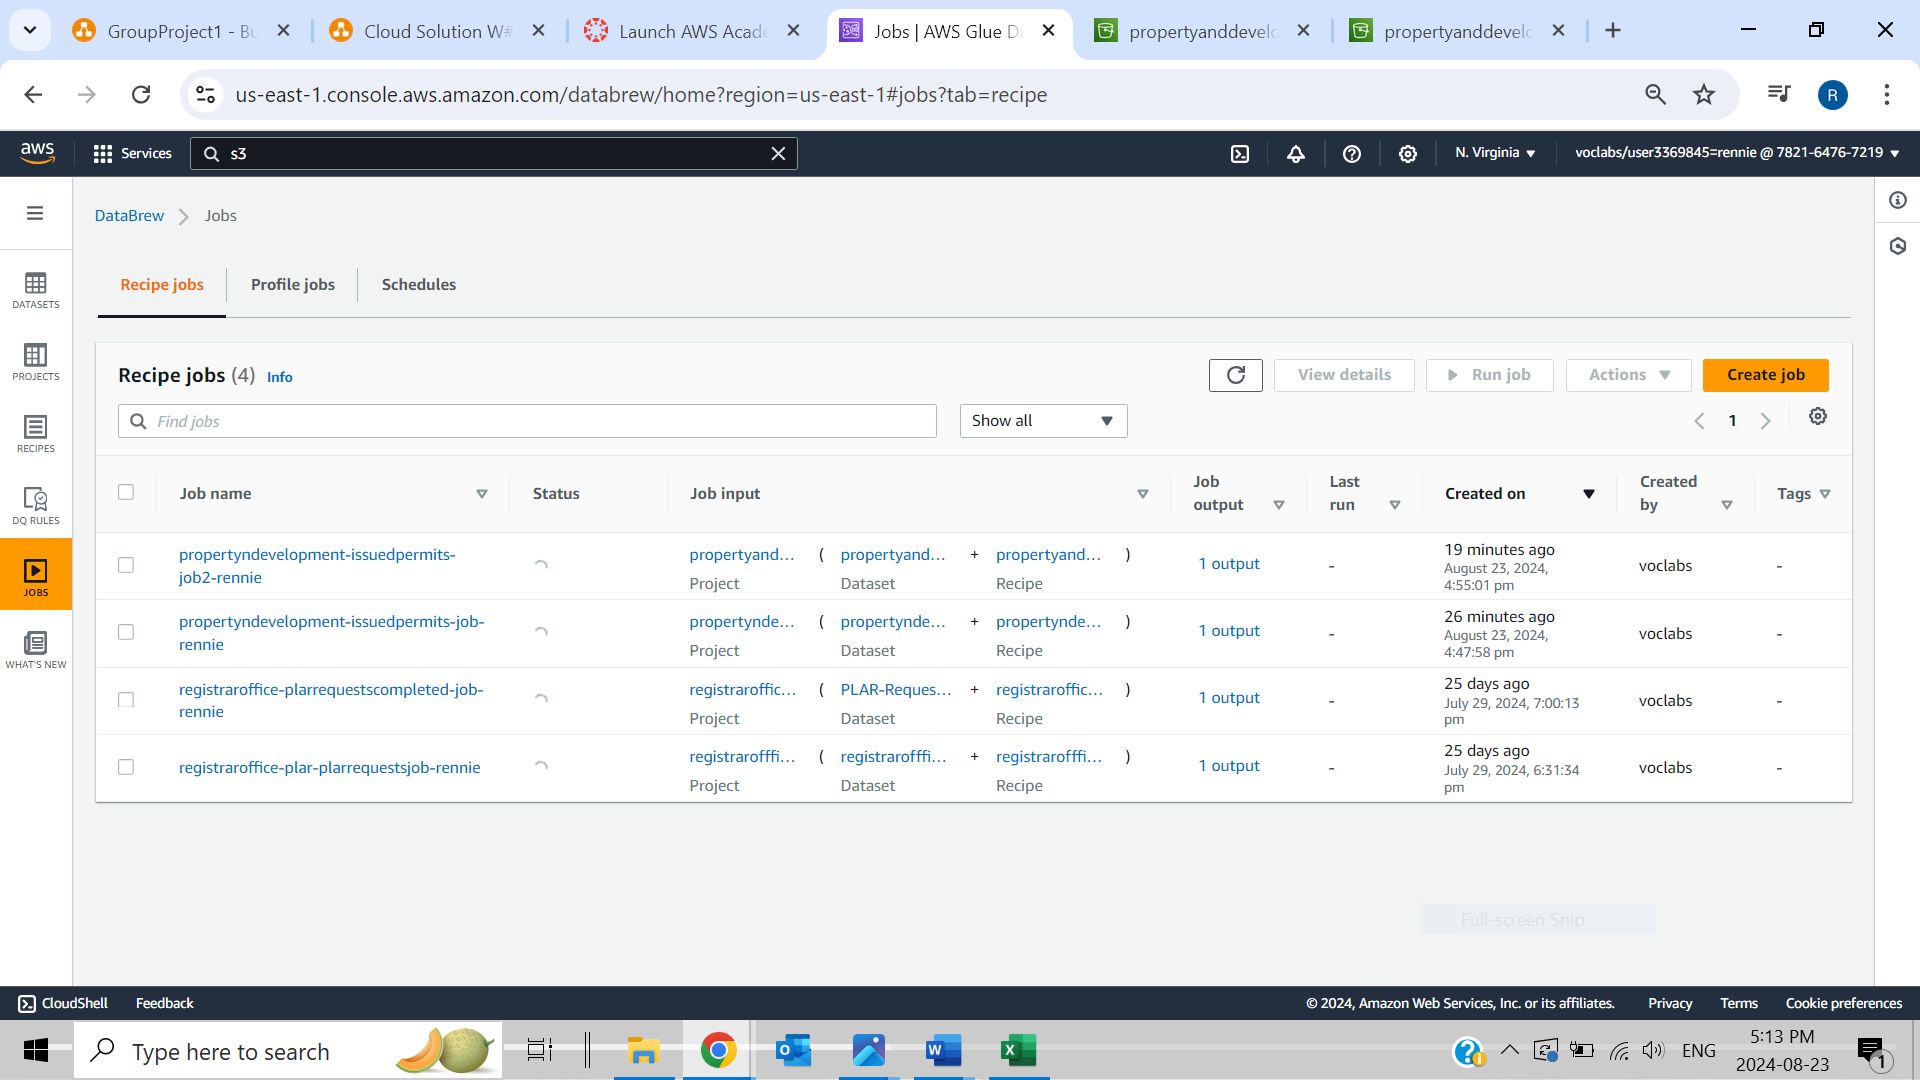 GroupProject1 - Bu
Cloud Solution W#
Launch AWS Acade
Jobs | AWS Glue Da
propertyanddevelo
propertyanddevelo
us-east-1.console.aws.amazon.com/databrew/home?region=us-east-1#jobs?tab=recipe
R
aws
Services
s3
N. Virginia
voclabs/user3369845=rennie @ 7821-6476-7219
DataBrew
Jobs
DATASETS
PROJECTS
RECIPES
DQ RULES
JOBS
WHAT'S NEW
Recipe jobs
Profile jobs
Schedules
Recipe jobs (4) Info
View details
Run job
Actions
Create job
Find jobs
Show all
1
Job name
Status
Job input
Job output
Last run
Created on
Created by
Tags
propertyndevelopment-issuedpermits-
job2-rennie
propertyand... ( propertyand... + propertyand... )
Project Dataset Recipe
1 output
-
19 minutes ago
August 23, 2024,
4:55:01 pm
voclabs
-
propertyndevelopment-issuedpermits-job-
rennie
propertynde... ( propertynde... + propertynde... )
Project Dataset Recipe
1 output
-
26 minutes ago
August 23, 2024,
4:47:58 pm
voclabs
-
registraroffice-plarrequestscompleted-job-
rennie
registraroffic... ( PLAR-Reques... + registraroffic... )
Project Dataset Recipe
1 output
-
25 days ago
July 29, 2024, 7:00:13
pm
voclabs
-
registraroffice-plar-plarrequestsjob-rennie
registrarofffi... ( registrarofffi... + registrarofffi... )
Project Dataset Recipe
1 output
-
25 days ago
July 29, 2024, 6:31:34
pm
voclabs
-
Full-screen Snip
CloudShell
Feedback
© 2024, Amazon Web Services, Inc. or its affiliates.
Privacy
Terms
Cookie preferences
Type here to search
ENG
5:13 PM
2024-08-23
1